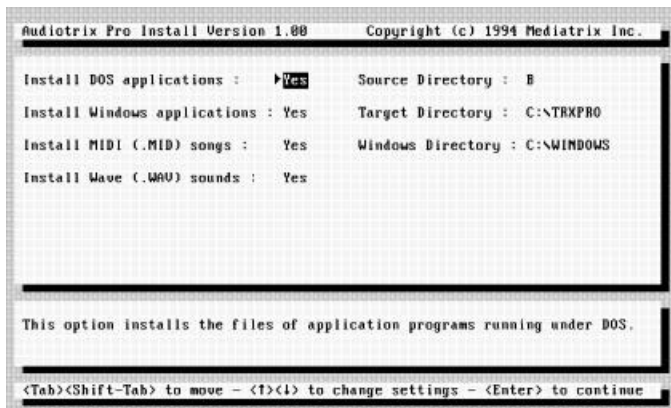 Audiotrix Pro Install Version 1.00 Copyright (c) 1994 Mediatrix Inc.
Install DOS applications : Yes Source Directory : B
Install Windows applications : Yes Target Directory : C:\TRXPRO
Install MIDI (.MID) songs : Yes Windows Directory : C:\WINDOWS
Install Wave (.WAV) sounds : Yes
This option installs the files of application programs running under DOS.
<Tab><Shift-Tab> to move - <↑><↓> to change settings - <Enter> to continue